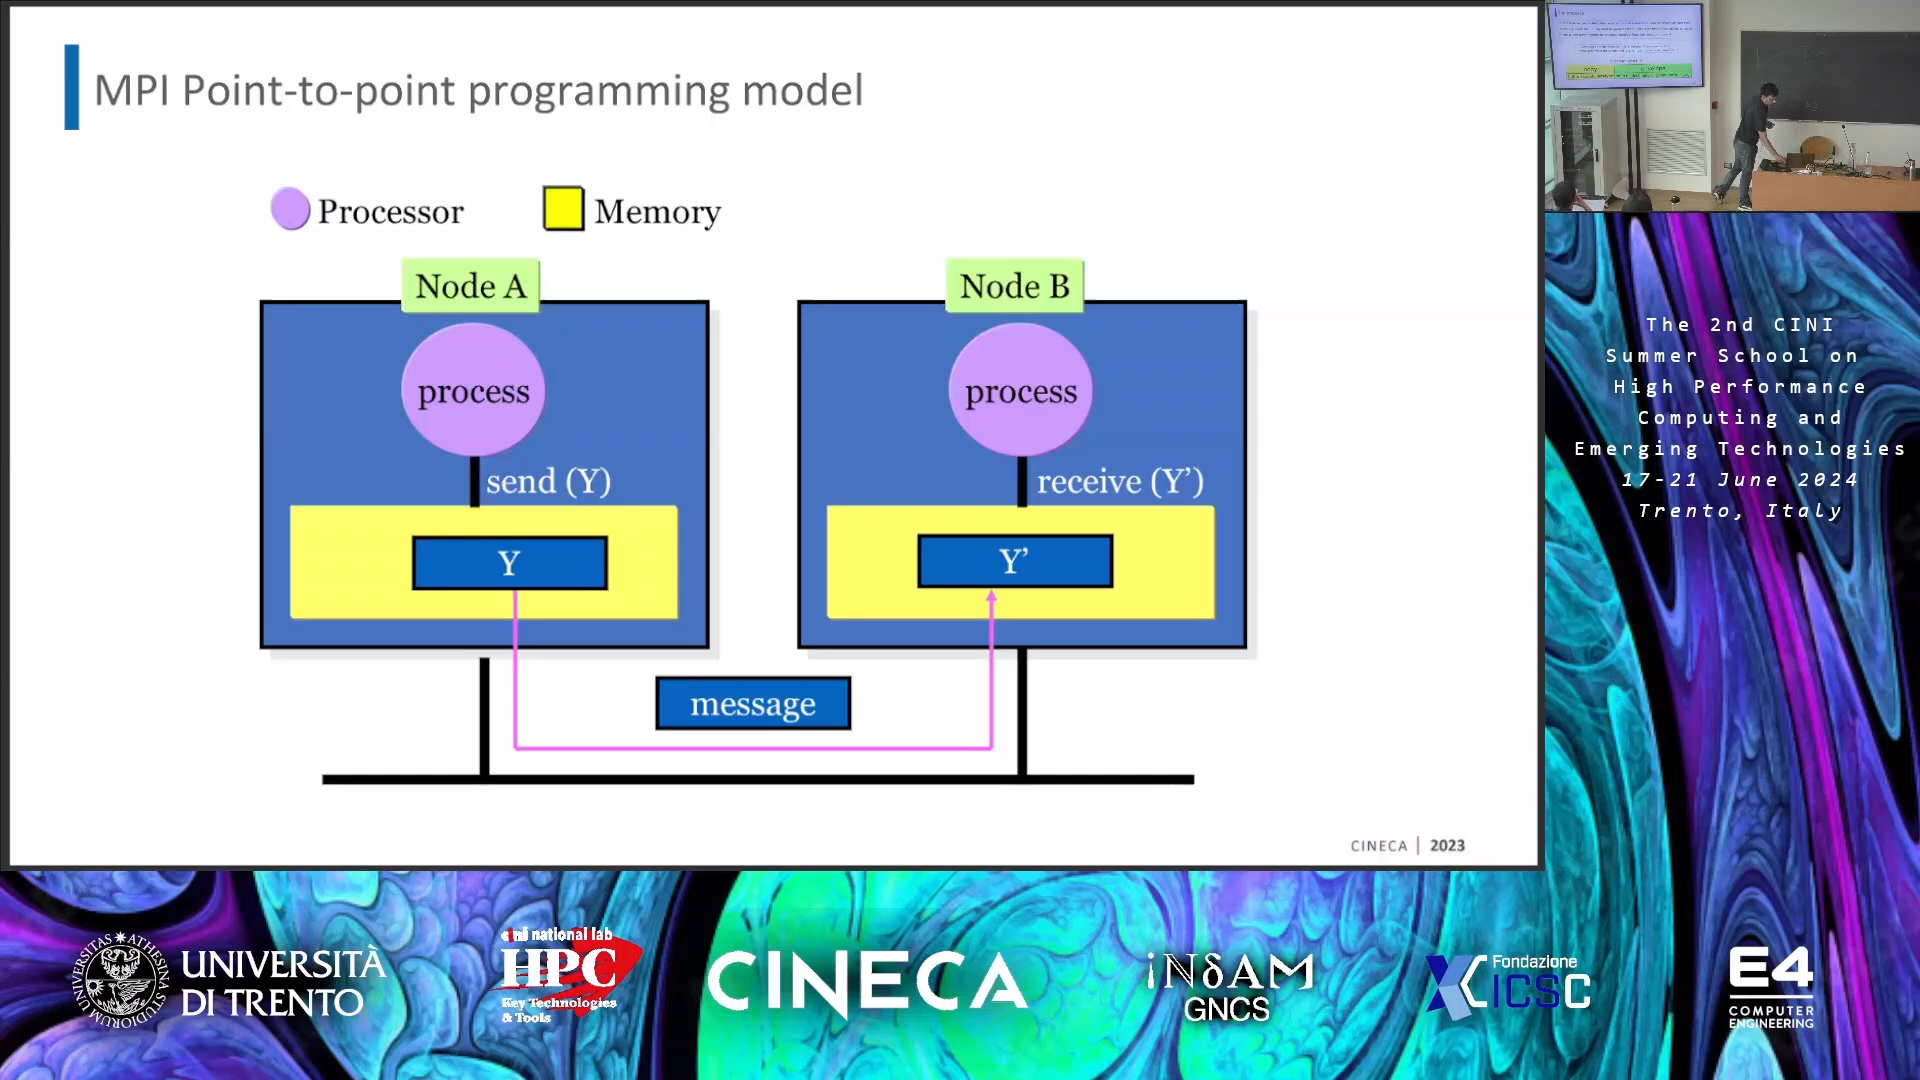 MPI Point-to-point programming model
Processor
Memory
Node A
Node B
process
process
send (Y)
receive (Y’)
Y
Y’
message
CINECA | 2023
The 2nd CINI
Summer School on
High Performance
Computing and
Emerging Technologies
17-21 June 2024
Trento, Italy
UNIVERSITÀ
DI TRENTO
cini national lab
HPC
Key Technologies
& Tools
CINECA
iNδAM
GNCS
Fondazione
ICSC
E4
COMPUTER
ENGINEERING